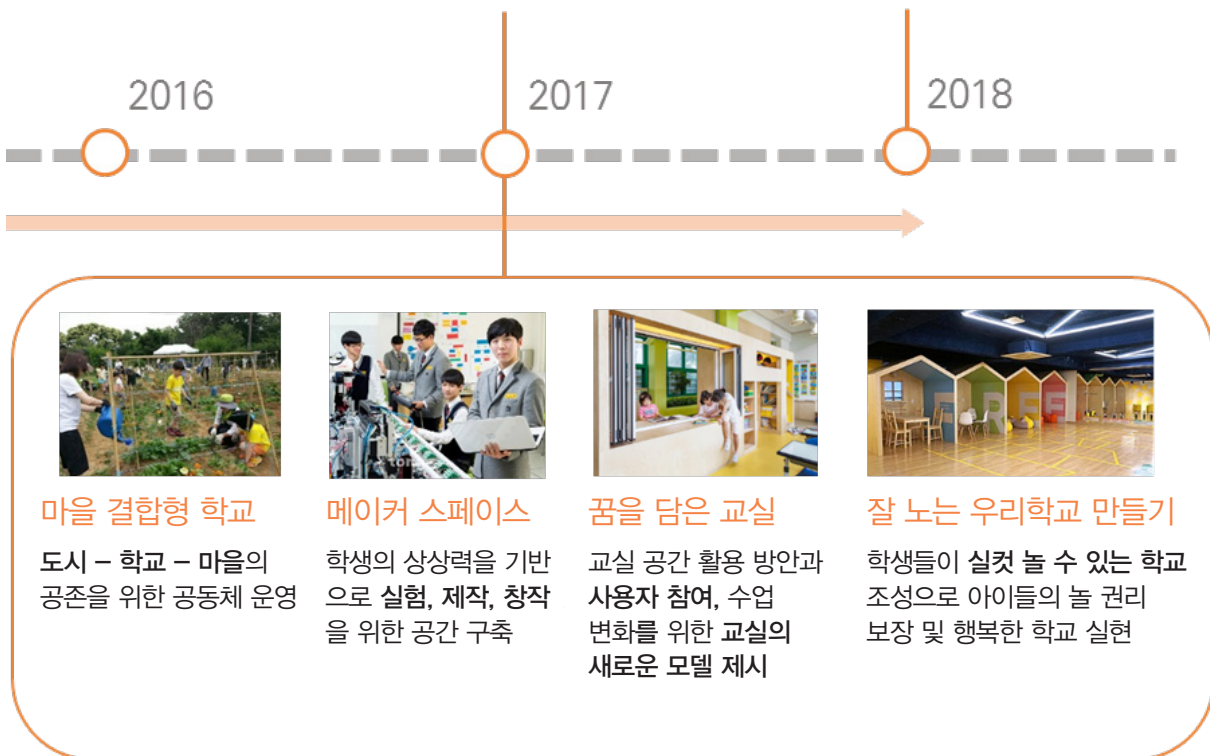 2016
2017
2018
마을 결합형 학교
도시 – 학교 – 마을의
공존을 위한 공동체 운영
메이커 스페이스
학생의 상상력을 기반
으로 실험, 제작, 창작
을 위한 공간 구축
꿈을 담은 교실
교실 공간 활용 방안과
사용자 참여, 수업
변화를 위한 교실의
새로운 모델 제시
잘 노는 우리학교 만들기
학생들이 실컷 놀 수 있는 학교
조성으로 아이들의 놀 권리
보장 및 행복한 학교 실현